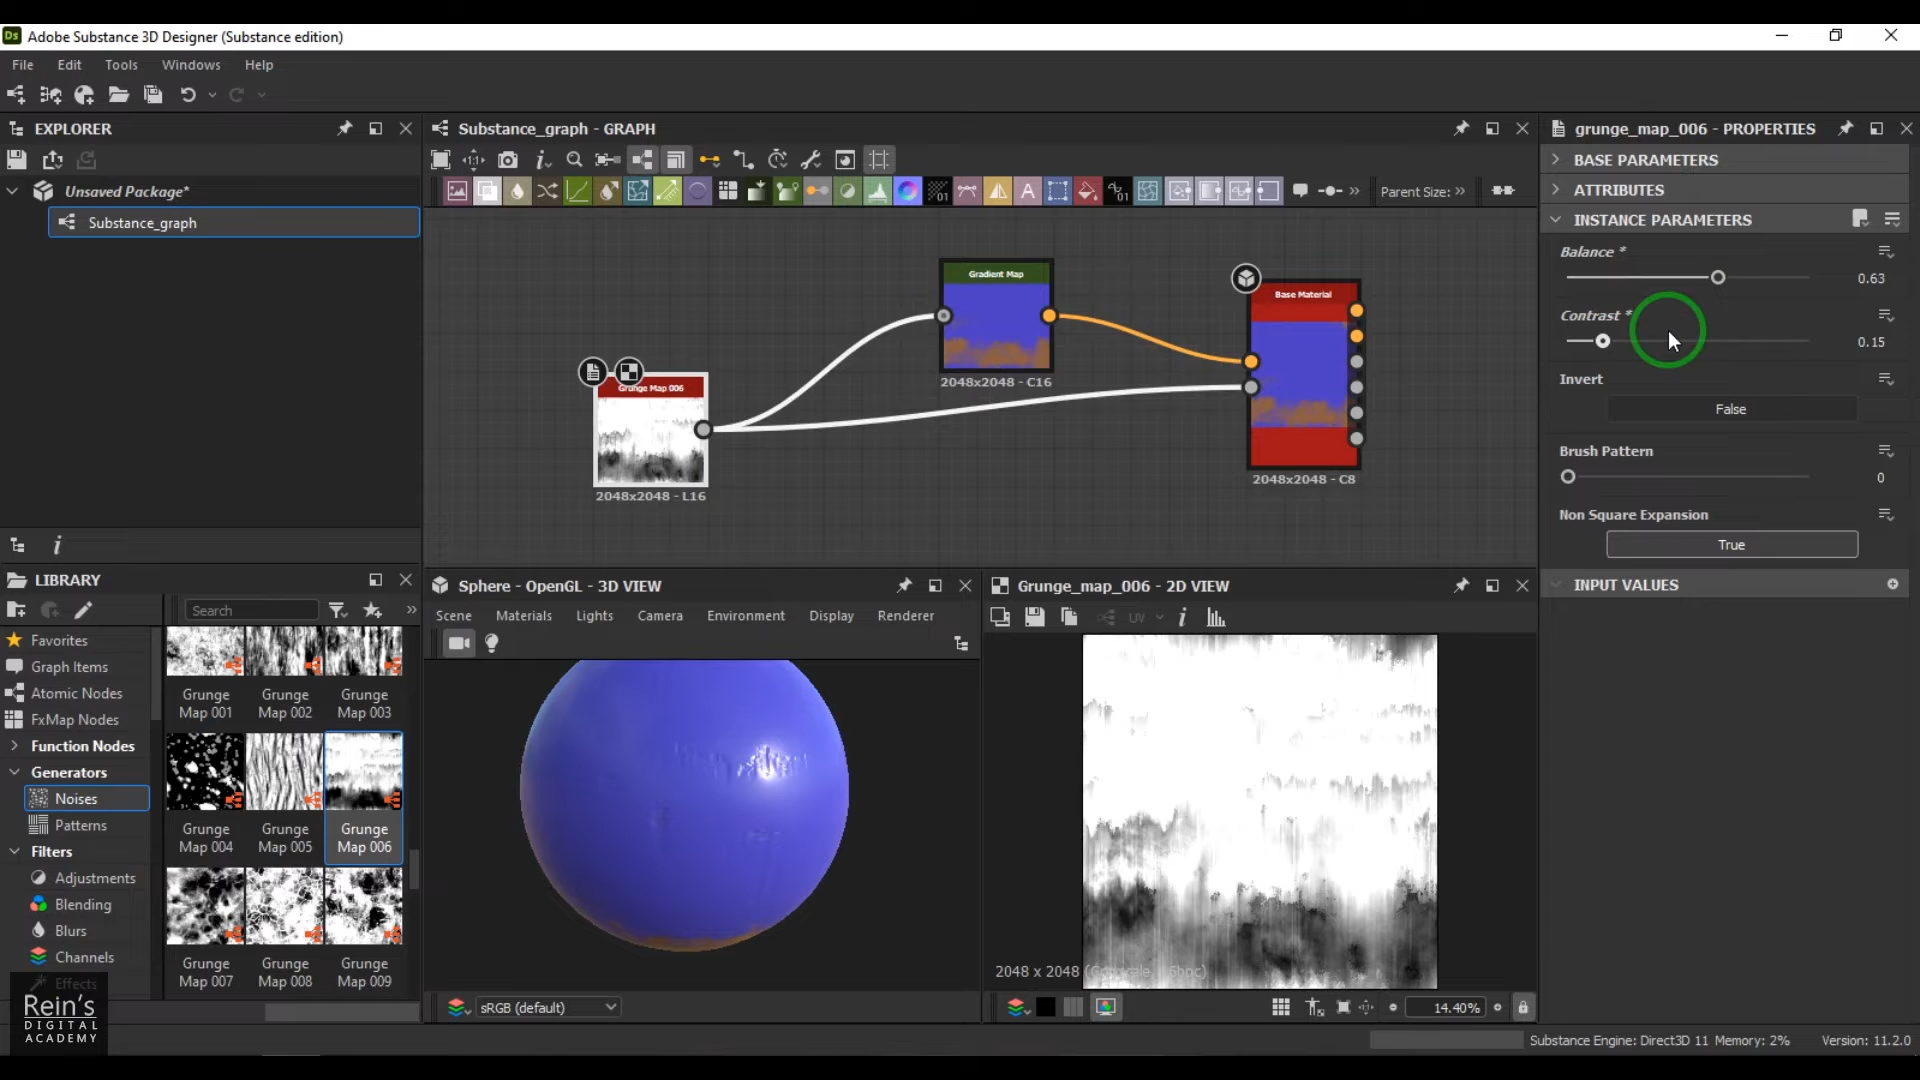 Ds Adobe Substance 3D Designer (Substance edition)
File Edit Tools Windows Help
EXPLORER
Unsaved Package*
Substance_graph
Substance_graph - GRAPH
Parent Size: »
Gradient Map
2048x2048 - C16
Base Material
2048x2048 - C8
Grunge Map 006
2048x2048 - L16
grunge_map_006 - PROPERTIES
BASE PARAMETERS
ATTRIBUTES
INSTANCE PARAMETERS
Balance *
0.63
Contrast *
0.15
Invert
False
Brush Pattern
0
Non Square Expansion
True
INPUT VALUES
LIBRARY
Search
Favorites
Graph Items
Atomic Nodes
FxMap Nodes
Function Nodes
Generators
Noises
Patterns
Filters
Adjustments
Blending
Blurs
Channels
Effects
Grunge Map 001
Grunge Map 002
Grunge Map 003
Grunge Map 004
Grunge Map 005
Grunge Map 006
Grunge Map 007
Grunge Map 008
Grunge Map 009
Rein's
DIGITAL
ACADEMY
Sphere - OpenGL - 3D VIEW
Scene Materials Lights Camera Environment Display Renderer
sRGB (default)
Grunge_map_006 - 2D VIEW
UV
2048 x 2048 (Grayscale, 16bpc)
14.40%
Substance Engine: Direct3D 11 Memory: 2% Version: 11.2.0